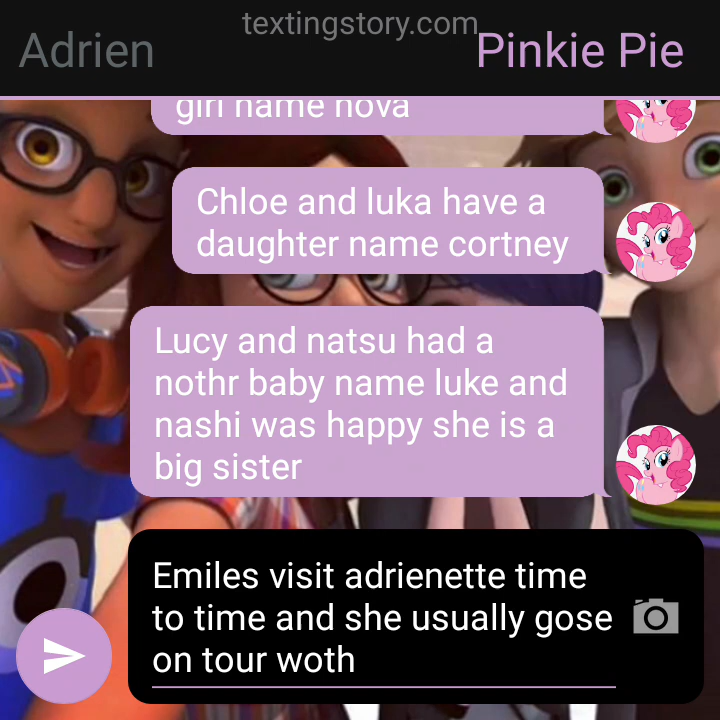 textingstory.com
Adrien
Pinkie Pie
girl name nova
Chloe and luka have a
daughter name cortney
Lucy and natsu had a
nothr baby name luke and
nashi was happy she is a
big sister
Emiles visit adrienette time
to time and she usually gose
on tour woth